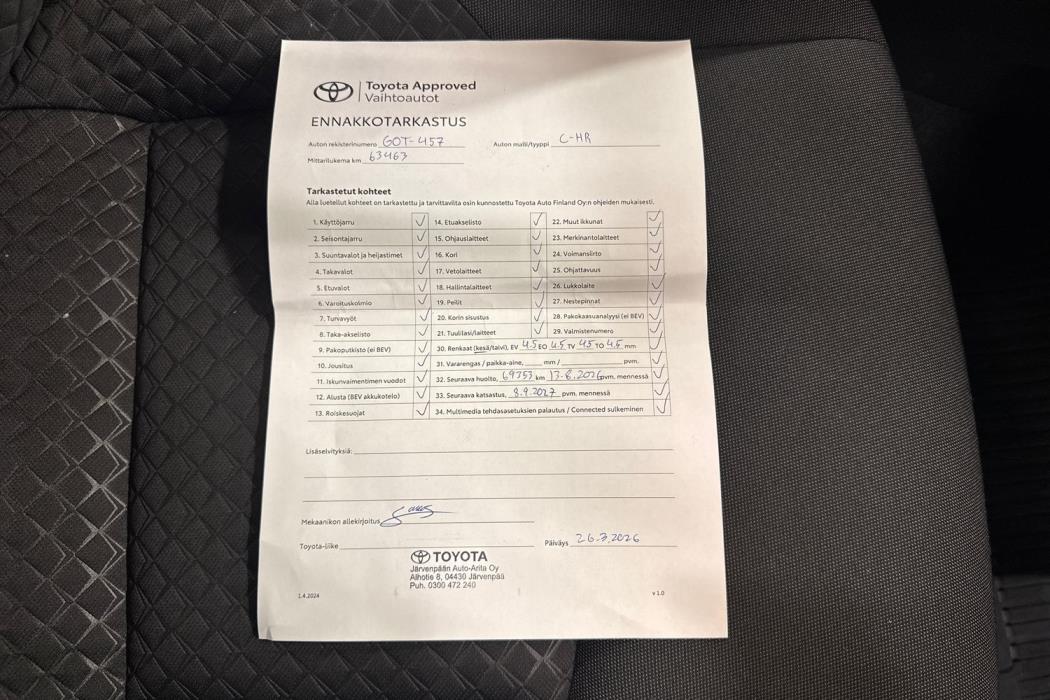 Toyota Approved
Vaihtoautot
ENNAKKOTARKASTUS
Auton rekisterinumero GOT-457 Auton malli/tyyppi C-HR
Mittarilukema km 63463
Tarkastetut kohteet
Alla luetellut kohteet on tarkastettu ja tarvittavilta osin kunnostettu Toyota Auto Finland Oy:n ohjeiden mukaisesti.
1. Käyttöjarru ✓ 14. Etuakselisto ✓ 22. Muut ikkunat ✓
2. Seisontajarru ✓ 15. Ohjauslaitteet ✓ 23. Merkinantolaitteet ✓
3. Suuntavalot ja heijastimet ✓ 16. Kori ✓ 24. Voimansiirto ✓
4. Takavalot ✓ 17. Vetolaitteet ✓ 25. Ohjattavuus ✓
5. Etuvalot ✓ 18. Hallintalaitteet ✓ 26. Lukkolaite ✓
6. Varoituskolmio ✓ 19. Peilit ✓ 27. Nestepinnat ✓
7. Turvavyöt ✓ 20. Korin sisustus ✓ 28. Pakokaasuanalyysi (ei BEV) ✓
8. Taka-akselisto ✓ 21. Tuulilasi/laitteet ✓ 29. Valmistenumero ✓
9. Pakoputkisto (ei BEV) ✓ 30. Renkaat (kesä/talvi), EV 4.5 EO 4.5 TV 4.5 TO 4.5 mm ✓
10. Jousitus ✓ 31. Vararengas / paikka-aine, mm / pvm. ✓
11. Iskunvaimentimen vuodot ✓ 32. Seuraava huolto, 69353 km 13.6.2026 pvm. mennessä ✓
12. Alusta (BEV akkukotelo) ✓ 33. Seuraava katsastus, 8.9.2027 pvm. mennessä ✓
13. Roiskesuojat ✓ 34. Multimedia tehdasasetuksien palautus / Connected sulkeminen ✓
Lisäselvityksiä:
Mekaanikon allekirjoitus
Toyota-liike Päiväys 26.3.2026
TOYOTA
Järvenpään Auto-Arita Oy
Alhotie 8, 04430 Järvenpää
Puh. 0300 472 240
1.4.2024 v 1.0